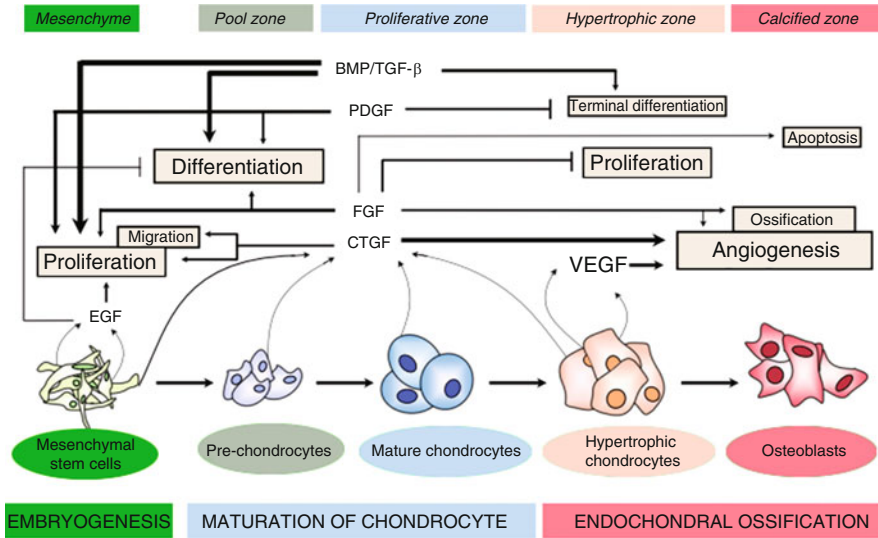 Mesenchyme
Pool zone
Proliferative zone
Hypertrophic zone
Calcified zone
BMP/TGF-β
PDGF
Terminal differentiation
Apoptosis
Differentiation
Proliferation
FGF
Ossification
Migration
CTGF
Angiogenesis
Proliferation
VEGF
EGF
Mesenchymal
stem cells
Pre-chondrocytes
Mature chondrocytes
Hypertrophic
chondrocytes
Osteoblasts
EMBRYOGENESIS
MATURATION OF CHONDROCYTE
ENDOCHONDRAL OSSIFICATION